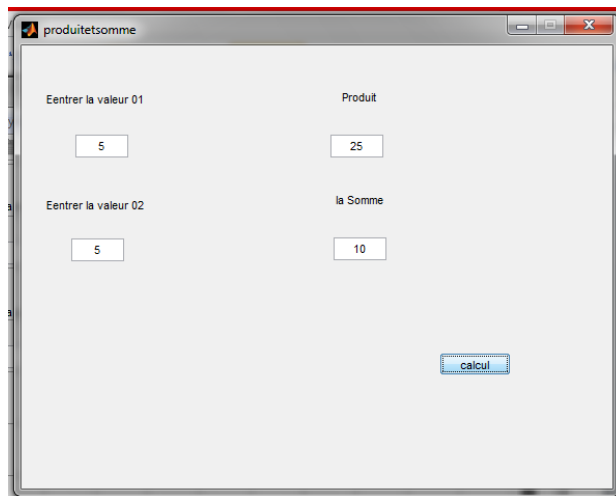 produitetsomme
Eentrer la valeur 01
Produit
5
25
Eentrer la valeur 02
la Somme
5
10
calcul